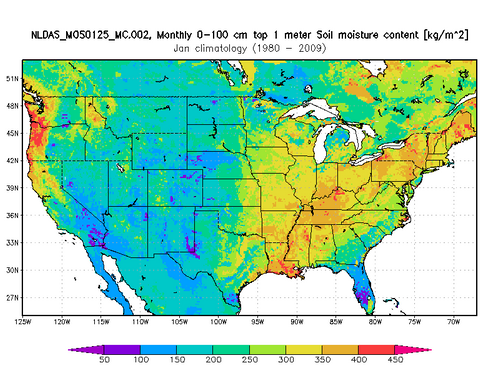 NLDAS_MOS0125_MC.002, Monthly 0-100 cm top 1 meter Soil moisture content [kg/m^2]
Jan climatology (1980 - 2009)
51N
48N
45N
42N
39N
36N
33N
30N
27N
125W 120W 115W 110W 105W 100W 95W 90W 85W 80W 75W 70W
50 100 150 200 250 300 350 400 450